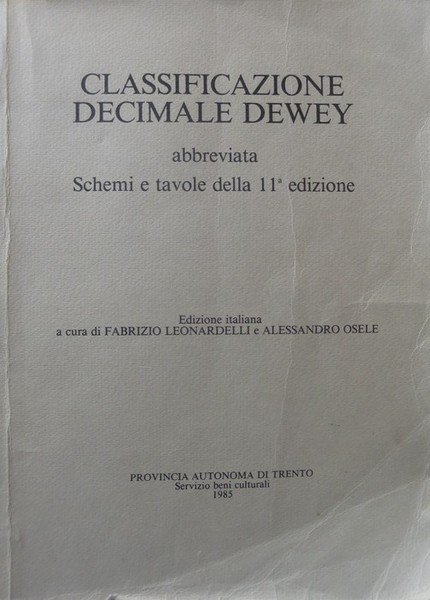 CLASSIFICAZIONE
DECIMALE DEWEY
abbreviata
Schemi e tavole della 11ª edizione
Edizione italiana
a cura di FABRIZIO LEONARDELLI e ALESSANDRO OSELE
PROVINCIA AUTONOMA DI TRENTO
Servizio beni culturali
1985